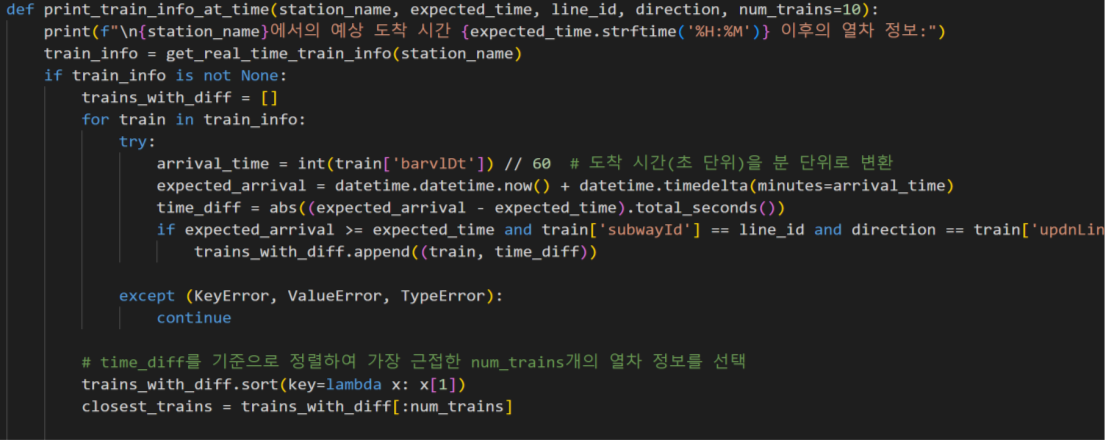 def print_train_info_at_time(station_name, expected_time, line_id, direction, num_trains=10):
    print(f"\n{station_name}에서의 예상 도착 시간 {expected_time.strftime('%H:%M')} 이후의 열차 정보:")
    train_info = get_real_time_train_info(station_name)
    if train_info is not None:
        trains_with_diff = []
        for train in train_info:
            try:
                arrival_time = int(train['barvlDt']) // 60  # 도착 시간(초 단위)을 분 단위로 변환
                expected_arrival = datetime.datetime.now() + datetime.timedelta(minutes=arrival_time)
                time_diff = abs((expected_arrival - expected_time).total_seconds())
                if expected_arrival >= expected_time and train['subwayId'] == line_id and direction == train['updnLin
                    trains_with_diff.append((train, time_diff))
            except (KeyError, ValueError, TypeError):
                continue
        # time_diff를 기준으로 정렬하여 가장 근접한 num_trains개의 열차 정보를 선택
        trains_with_diff.sort(key=lambda x: x[1])
        closest_trains = trains_with_diff[:num_trains]